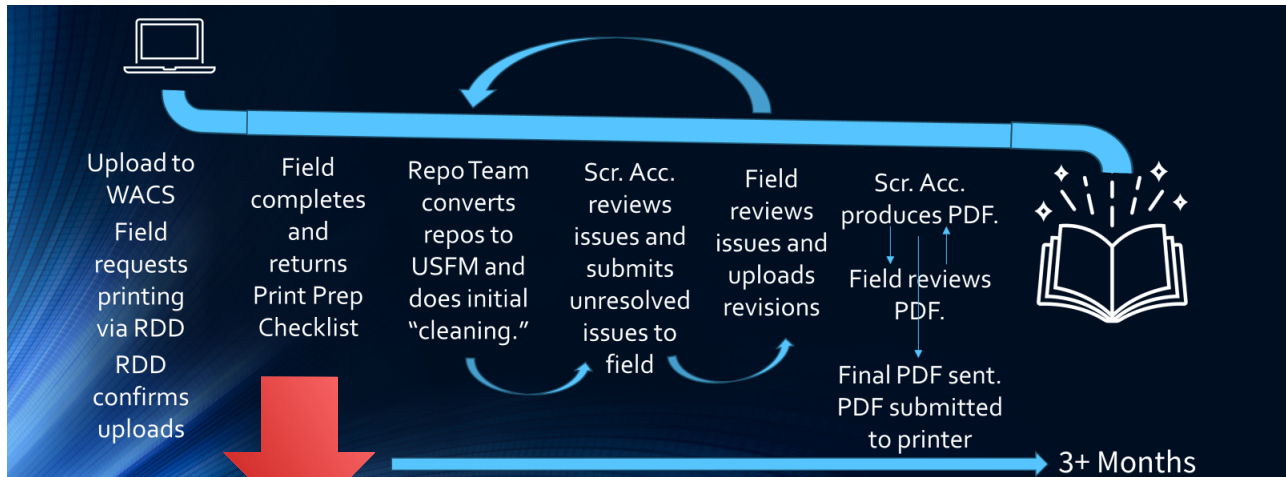 Upload to
WACS
Field
requests
printing
via RDD
RDD
confirms
uploads
Field
completes
and
returns
Print Prep
Checklist
Repo Team
converts
repos to
USFM and
does initial
“cleaning.”
Scr. Acc.
reviews
issues and
submits
unresolved
issues to
field
Field
reviews
issues and
uploads
revisions
Scr. Acc.
produces PDF.
Field reviews
PDF.
Final PDF sent.
PDF submitted
to printer
3+ Months